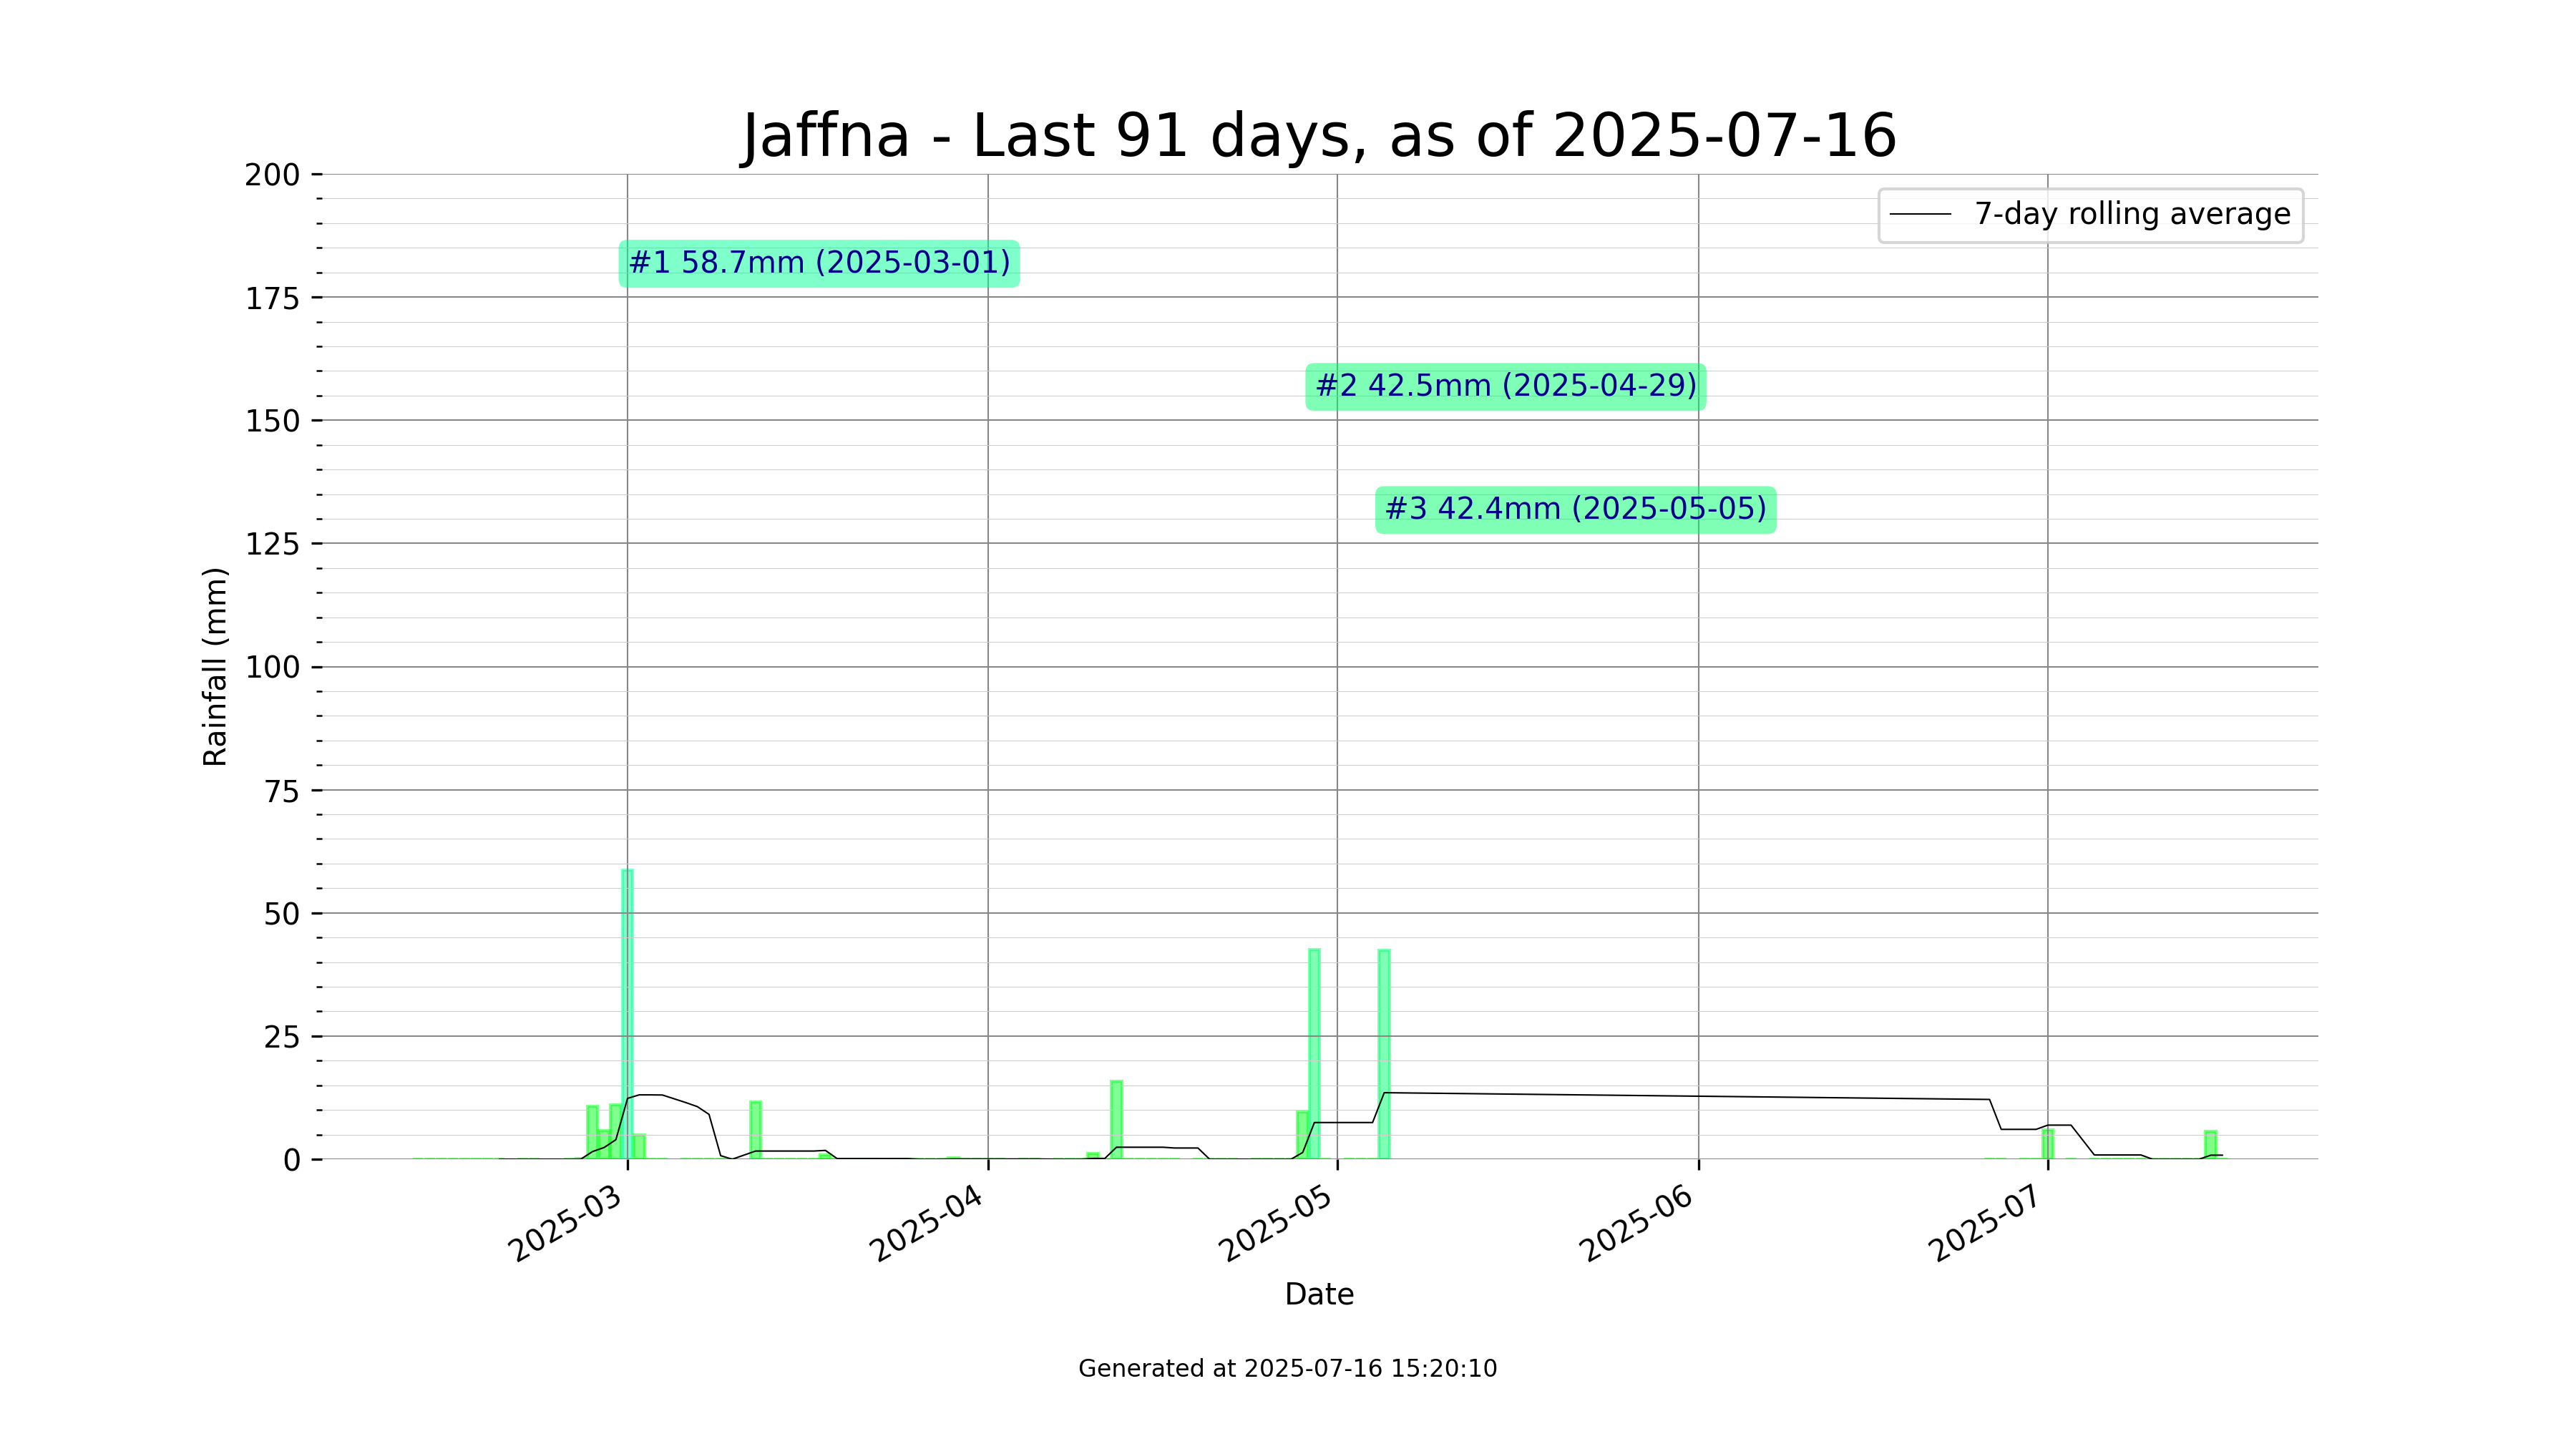 Jaffna - Last 91 days, as of 2025-07-16
200
175
150
125
100
75
50
25
0
Rainfall (mm)
7-day rolling average
#1 58.7mm (2025-03-01)
#2 42.5mm (2025-04-29)
#3 42.4mm (2025-05-05)
2025-03
2025-04
2025-05
2025-06
2025-07
Date
Generated at 2025-07-16 15:20:10